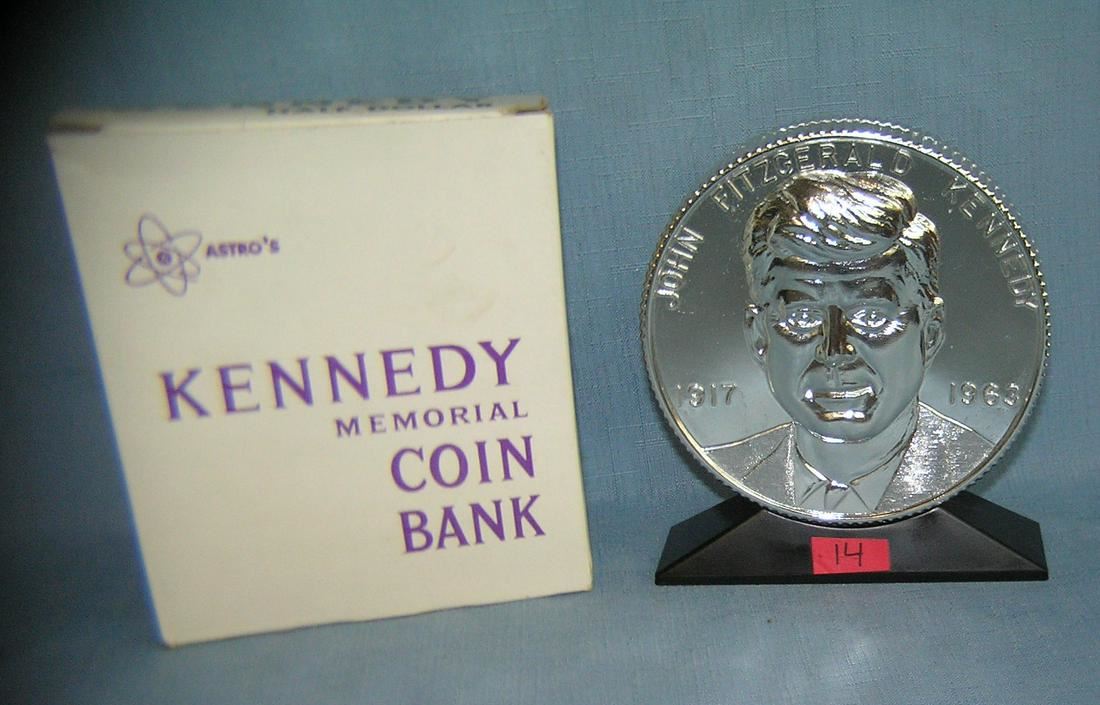 ASTRO'S
KENNEDY
MEMORIAL
COIN
BANK
JOHN FITZGERALD KENNEDY
1917 1963
14